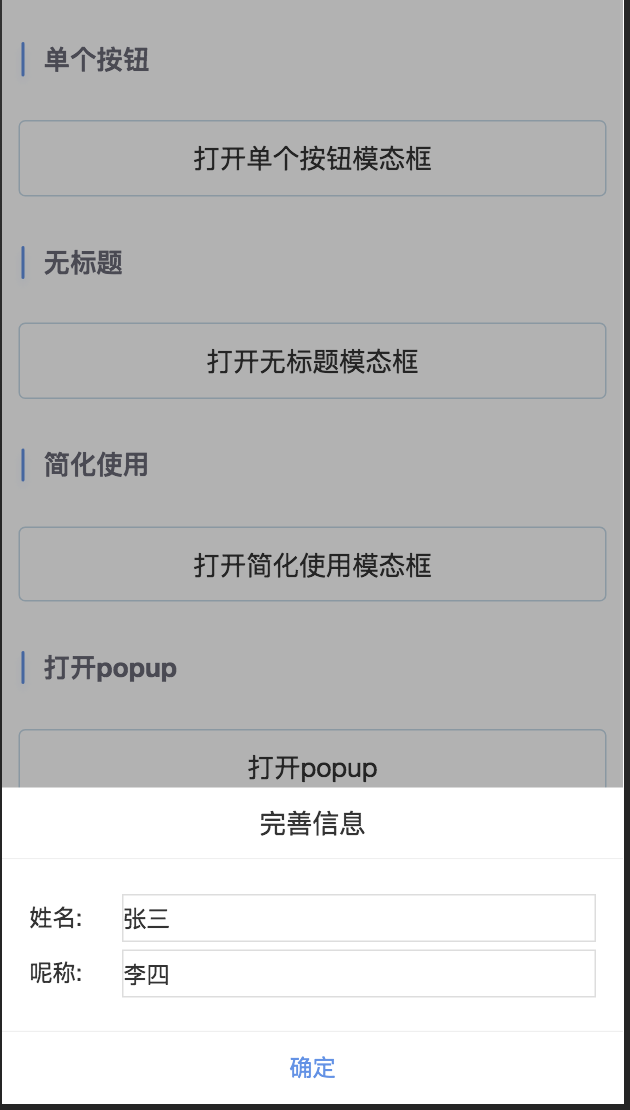 单个按钮
打开单个按钮模态框
无标题
打开无标题模态框
简化使用
打开简化使用模态框
打开popup
打开popup
完善信息
姓名: 张三
呢称: 李四
确定